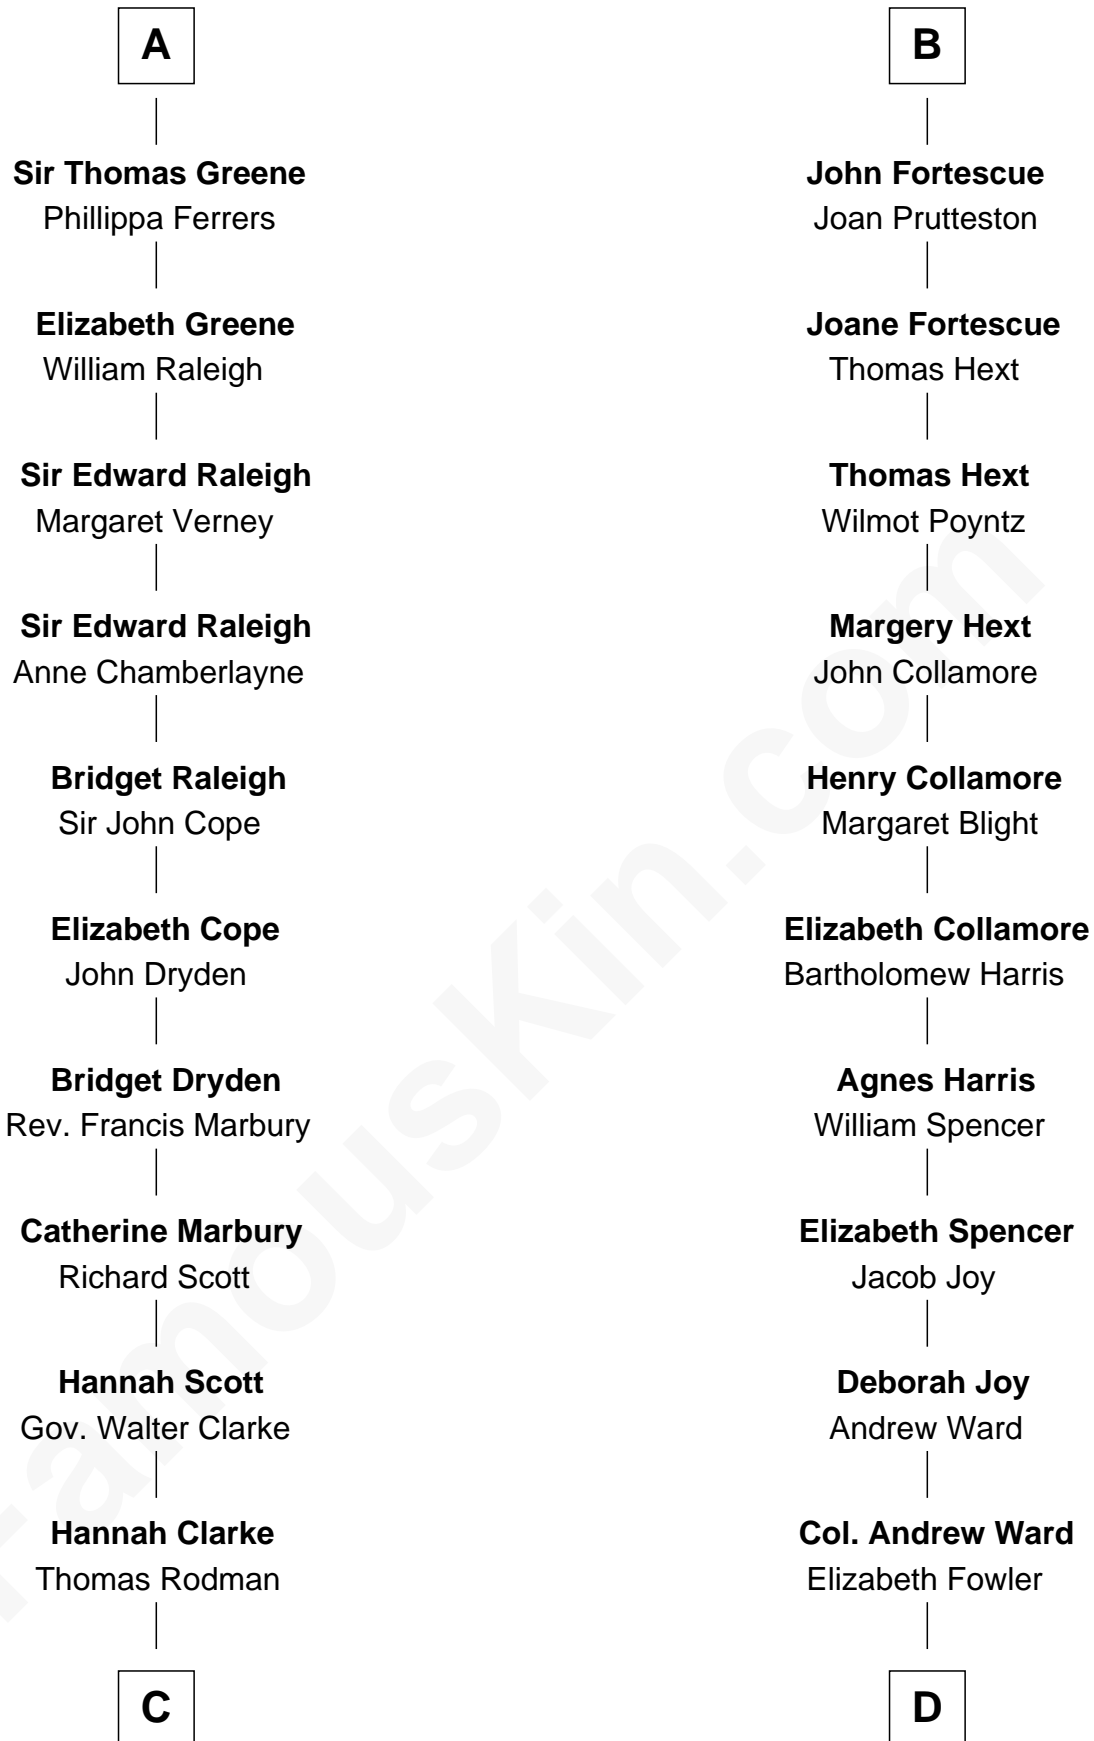 A
Sir Thomas Greene
Phillippa Ferrers
Elizabeth Greene
William Raleigh
Sir Edward Raleigh
Margaret Verney
Sir Edward Raleigh
Anne Chamberlayne
Bridget Raleigh
Sir John Cope
Elizabeth Cope
John Dryden
Bridget Dryden
Rev. Francis Marbury
Catherine Marbury
Richard Scott
Hannah Scott
Gov. Walter Clarke
Hannah Clarke
Thomas Rodman
C
B
John Fortescue
Joan Prutteston
Joane Fortescue
Thomas Hext
Thomas Hext
Wilmot Poyntz
Margery Hext
John Collamore
Henry Collamore
Margaret Blight
Elizabeth Collamore
Bartholomew Harris
Agnes Harris
William Spencer
Elizabeth Spencer
Jacob Joy
Deborah Joy
Andrew Ward
Col. Andrew Ward
Elizabeth Fowler
D
FamousKin.com